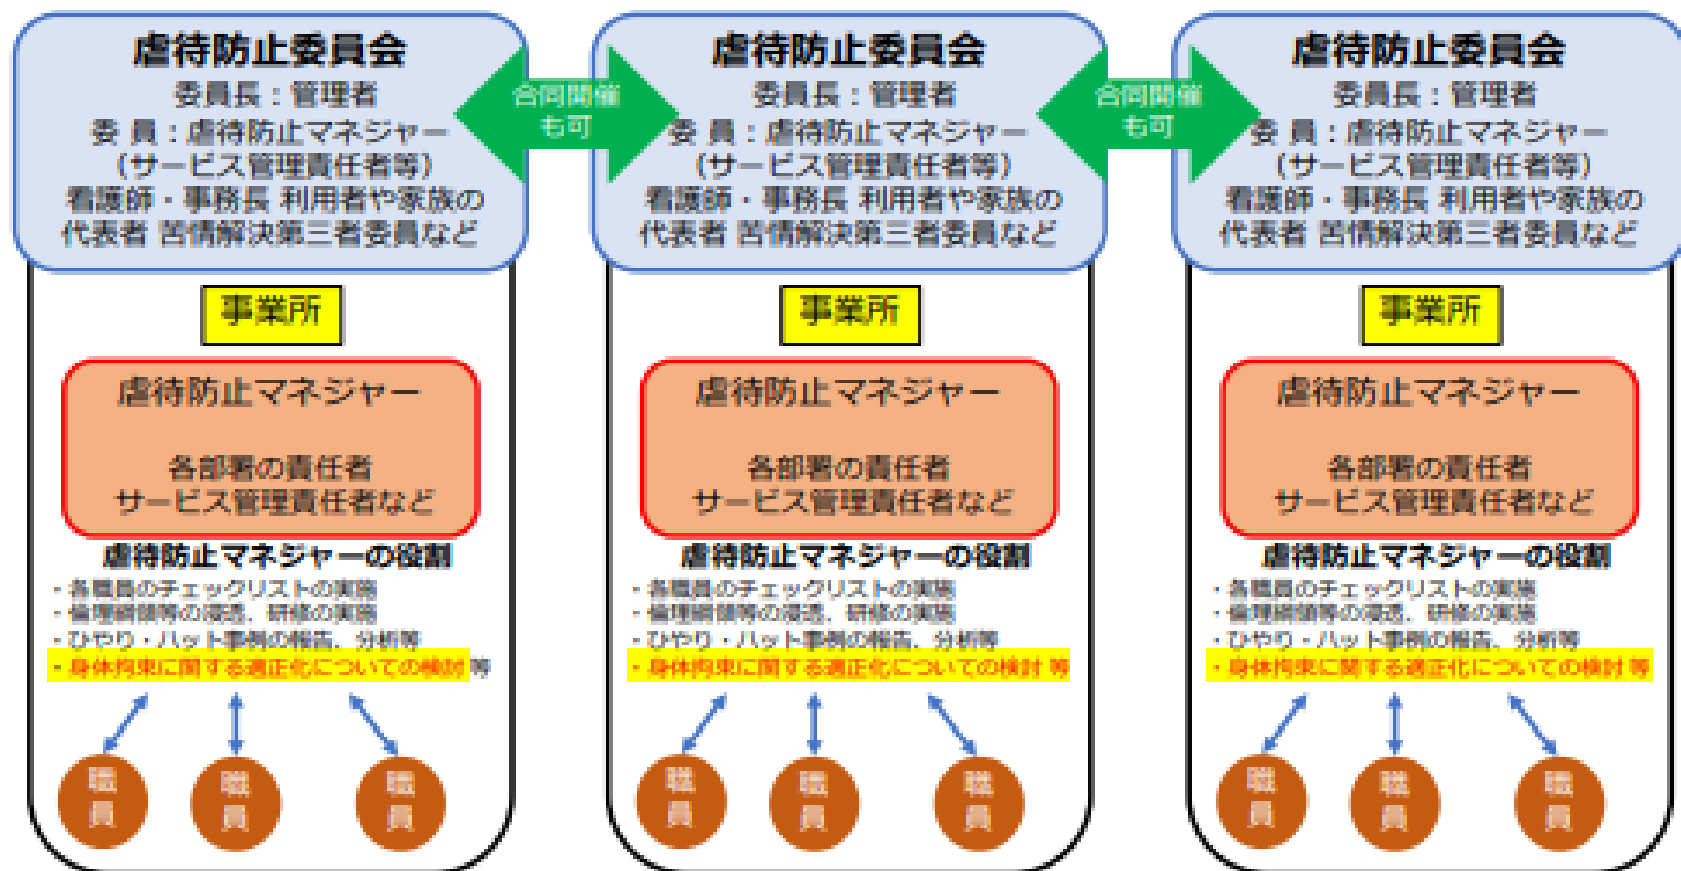 虐待防止委員会
委員長：管理者
委 員：虐待防止マネジャー
（サービス管理責任者等）
看護師・事務長 利用者や家族の
代表者 苦情解決第三者委員など
合同開催
も可
虐待防止委員会
委員長：管理者
委 員：虐待防止マネジャー
（サービス管理責任者等）
看護師・事務長 利用者や家族の
代表者 苦情解決第三者委員など
合同開催
も可
虐待防止委員会
委員長：管理者
委 員：虐待防止マネジャー
（サービス管理責任者等）
看護師・事務長 利用者や家族の
代表者 苦情解決第三者委員など
事業所
虐待防止マネジャー
各部署の責任者
サービス管理責任者など
虐待防止マネジャーの役割
・各職員のチェックリストの実施
・倫理綱領等の浸透、研修の実施
・ひやり・ハット事例の報告、分析等
・身体拘束に関する適正化についての検討 等
職員
職員
職員
事業所
虐待防止マネジャー
各部署の責任者
サービス管理責任者など
虐待防止マネジャーの役割
・各職員のチェックリストの実施
・倫理綱領等の浸透、研修の実施
・ひやり・ハット事例の報告、分析等
・身体拘束に関する適正化についての検討 等
職員
職員
職員
事業所
虐待防止マネジャー
各部署の責任者
サービス管理責任者など
虐待防止マネジャーの役割
・各職員のチェックリストの実施
・倫理綱領等の浸透、研修の実施
・ひやり・ハット事例の報告、分析等
・身体拘束に関する適正化についての検討 等
職員
職員
職員